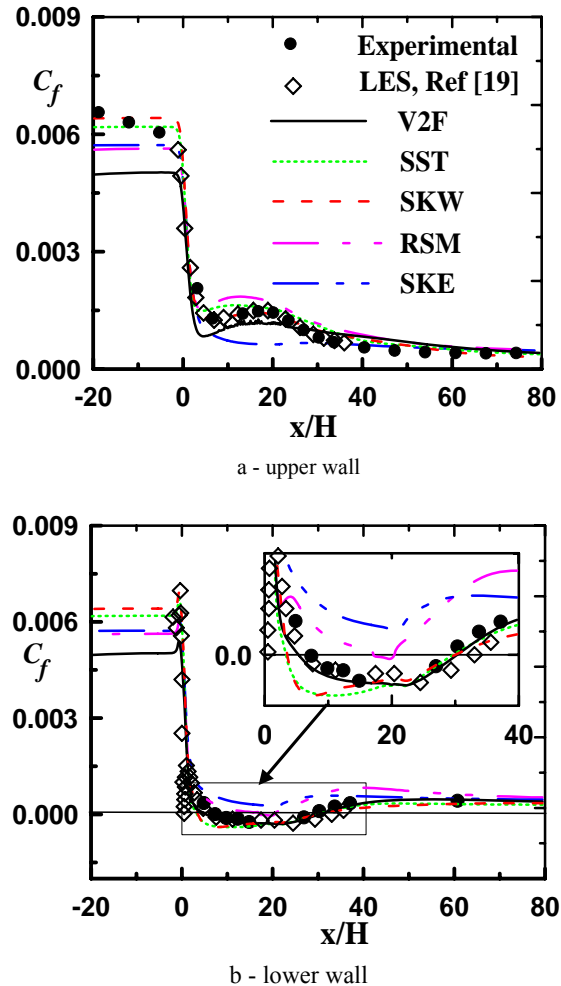 0.009
Experimental
C_f
LES, Ref [19]
V2F
0.006
SST
SKW
0.003
RSM
SKE
0.000
-20 0 20 40 60 80
x/H
a - upper wall
0.009
0.006
C_f
0.0
0.003
0 20 40
0.000
-20 0 20 40 60 80
x/H
b - lower wall